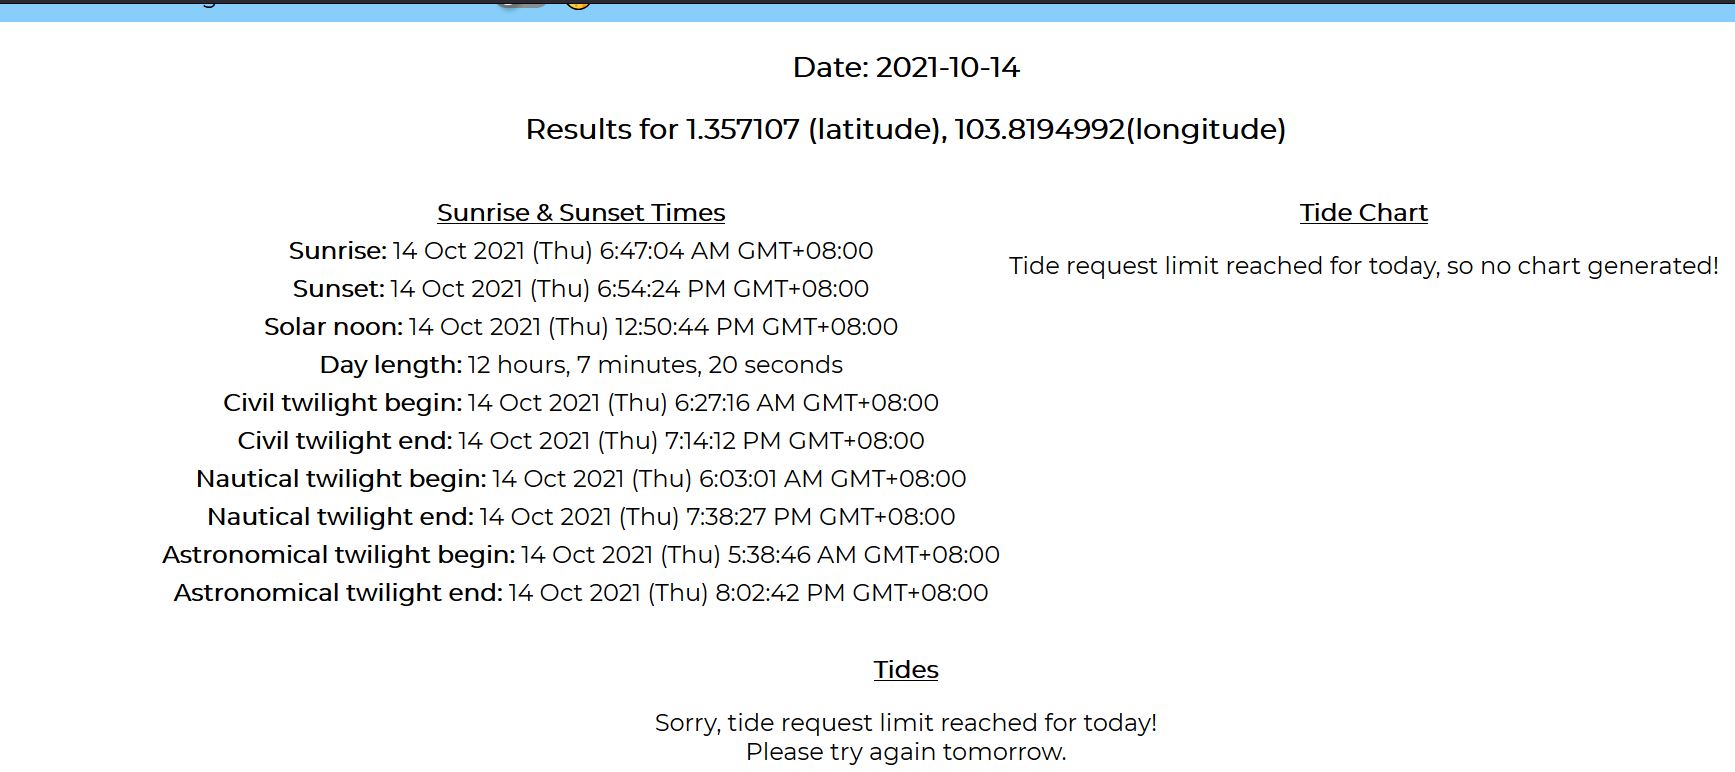 Date: 2021-10-14
Results for 1.357107 (latitude), 103.8194992(longitude)
Sunrise & Sunset Times
Sunrise: 14 Oct 2021 (Thu) 6:47:04 AM GMT+08:00
Sunset: 14 Oct 2021 (Thu) 6:54:24 PM GMT+08:00
Solar noon: 14 Oct 2021 (Thu) 12:50:44 PM GMT+08:00
Day length: 12 hours, 7 minutes, 20 seconds
Civil twilight begin: 14 Oct 2021 (Thu) 6:27:16 AM GMT+08:00
Civil twilight end: 14 Oct 2021 (Thu) 7:14:12 PM GMT+08:00
Nautical twilight begin: 14 Oct 2021 (Thu) 6:03:01 AM GMT+08:00
Nautical twilight end: 14 Oct 2021 (Thu) 7:38:27 PM GMT+08:00
Astronomical twilight begin: 14 Oct 2021 (Thu) 5:38:46 AM GMT+08:00
Astronomical twilight end: 14 Oct 2021 (Thu) 8:02:42 PM GMT+08:00
Tide Chart
Tide request limit reached for today, so no chart generated!
Tides
Sorry, tide request limit reached for today!
Please try again tomorrow.